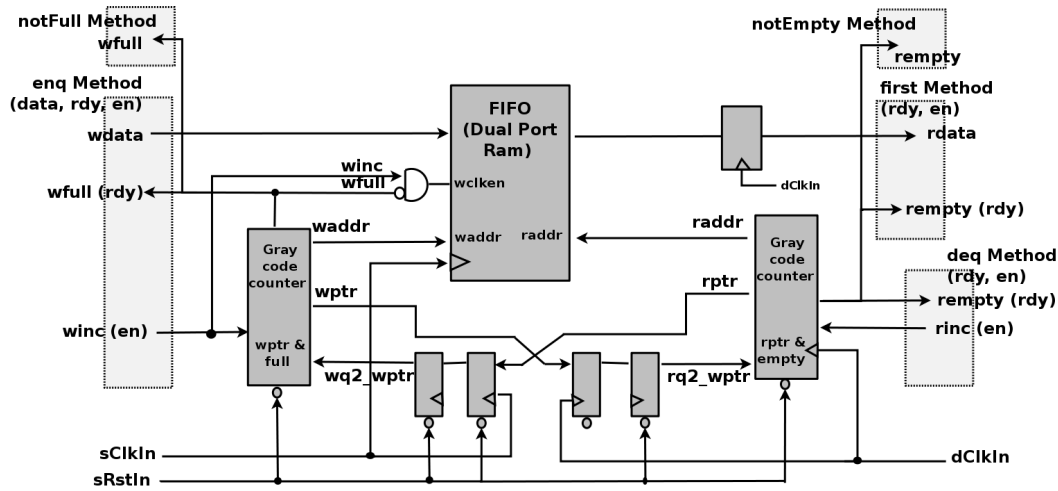 notFull Method
wfull
enq Method
(data, rdy, en)
wdata
wfull (rdy)
winc (en)
winc
wfull
FIFO
(Dual Port
Ram)
wclken
waddr
raddr
waddr
wptr
Gray
code
counter
wptr &
full
wq2_wptr
rq2_wptr
raddr
rptr
Gray
code
counter
rptr &
empty
dClkIn
notEmpty Method
rempty
first Method
(rdy, en)
rdata
rempty (rdy)
deq Method
(rdy, en)
rempty (rdy)
rinc (en)
sClkIn
sRstIn
dClkIn